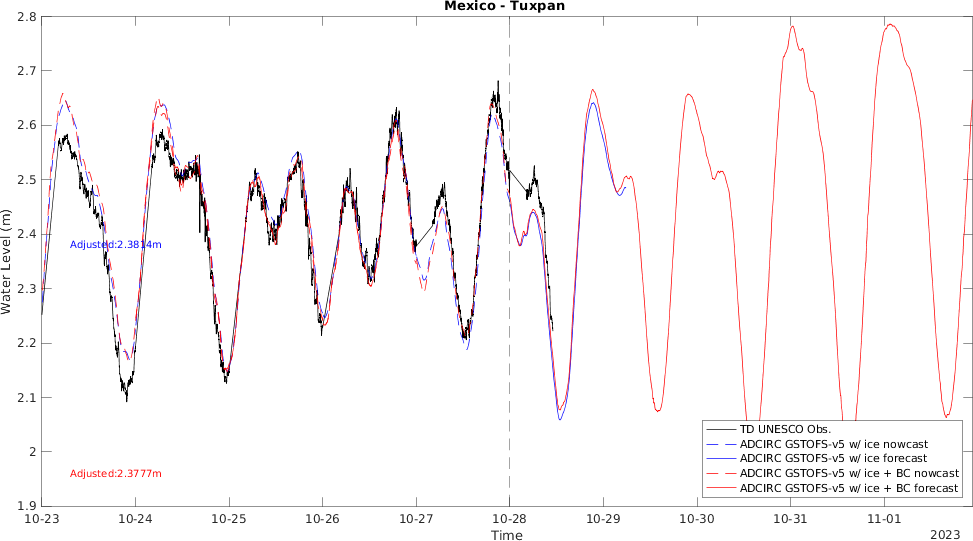 Mexico - Tuxpan
2.8
2.7
2.6
2.5
2.4
2.3
2.2
2.1
2
1.9
Water Level (m)
Adjusted:2.3814m
Adjusted:2.3777m
TD UNESCO Obs.
ADCIRC GSTOFS-v5 w/ ice nowcast
ADCIRC GSTOFS-v5 w/ ice forecast
ADCIRC GSTOFS-v5 w/ ice + BC nowcast
ADCIRC GSTOFS-v5 w/ ice + BC forecast
10-23 10-24 10-25 10-26 10-27 10-28 10-29 10-30 10-31 11-01
Time
2023